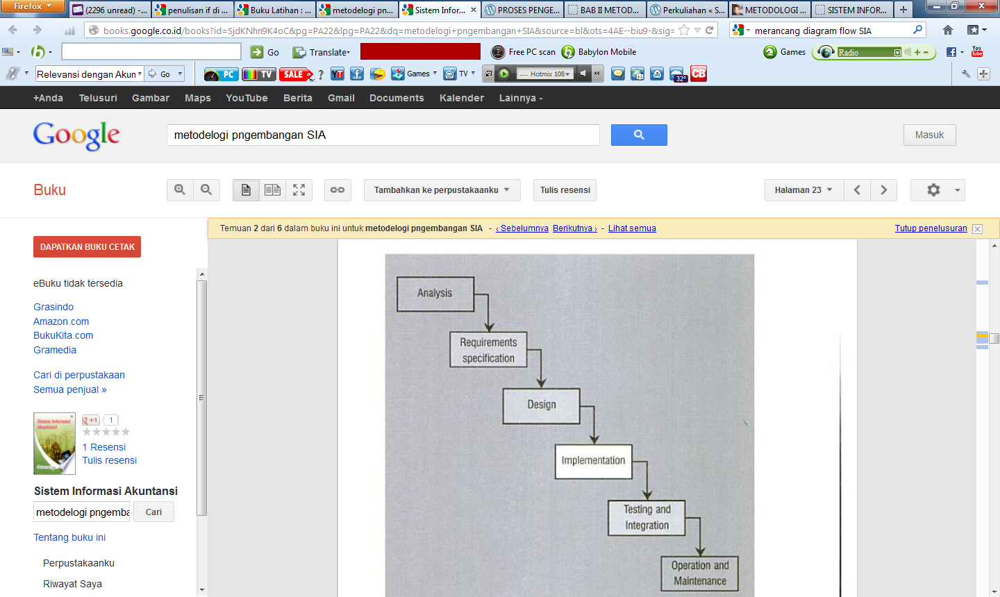 Firefox
(2296 unread) -...
penulisan if di ...
Buku Latihan : ...
metodelogi pn...
Sistem Infor...
PROSES PENGE...
BAB II METOD...
Perkuliahan « S...
METODOLOGI ...
SISTEM INFOR...
books.google.co.id/books?id=SjdKNhn9K4oC&pg=PA22&lpg=PA22&dq=metodelogi+pngembangan+SIA&source=bl&ots=4AE--biu9-&sig=
merancang diagram flow SIA
Go
Translate
Free PC scan
Babylon Mobile
Games
Radio
You Tube
Relevansi dengan Akun
Go
PC
TV
SALE
?
Games
TV
..... Hotmix 108
32°
CB
+Anda
Telusuri
Gambar
Maps
YouTube
Berita
Gmail
Documents
Kalender
Lainnya
Google
metodelogi pngembangan SIA
Masuk
Buku
Tambahkan ke perpustakaanku
Tulis resensi
Halaman 23
Temuan 2 dari 6 dalam buku ini untuk metodelogi pngembangan SIA - ‹ Sebelumnya Berikutnya › - Lihat semua
Tutup penelusuran
DAPATKAN BUKU CETAK
eBuku tidak tersedia
Grasindo
Amazon.com
BukuKita.com
Gramedia
Cari di perpustakaan
Semua penjual »
Sistem Informasi
Akuntansi
+1
1
1 Resensi
Tulis resensi
Sistem Informasi Akuntansi
metodelogi pngemba
Cari
Tentang buku ini
Perpustakaanku
Riwayat Saya
Analysis
Requirements
specification
Design
Implementation
Testing and
Integration
Operation and
Maintenance